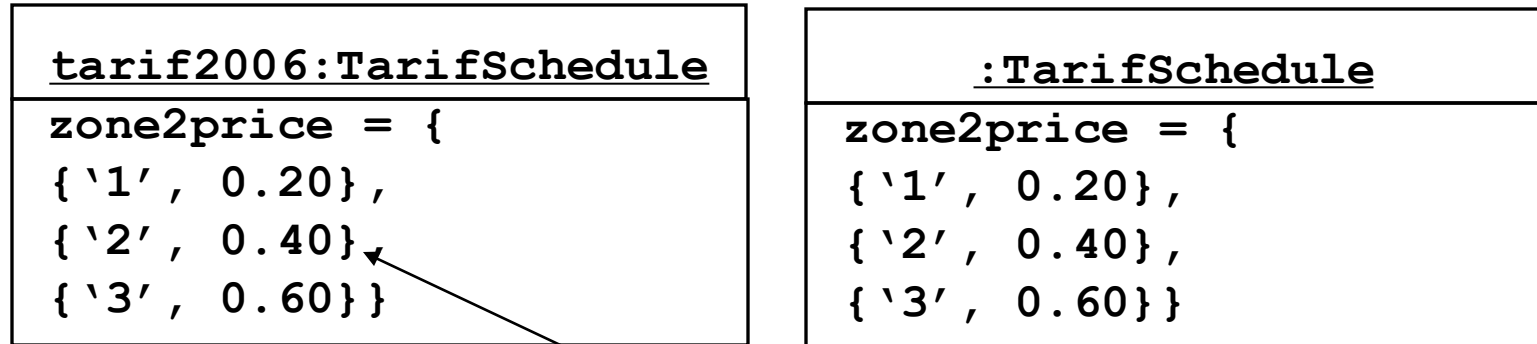 tarif2006:TarifSchedule
zone2price = {
{‘1’, 0.20},
{‘2’, 0.40},
{‘3’, 0.60}}
:TarifSchedule
zone2price = {
{‘1’, 0.20},
{‘2’, 0.40},
{‘3’, 0.60}}